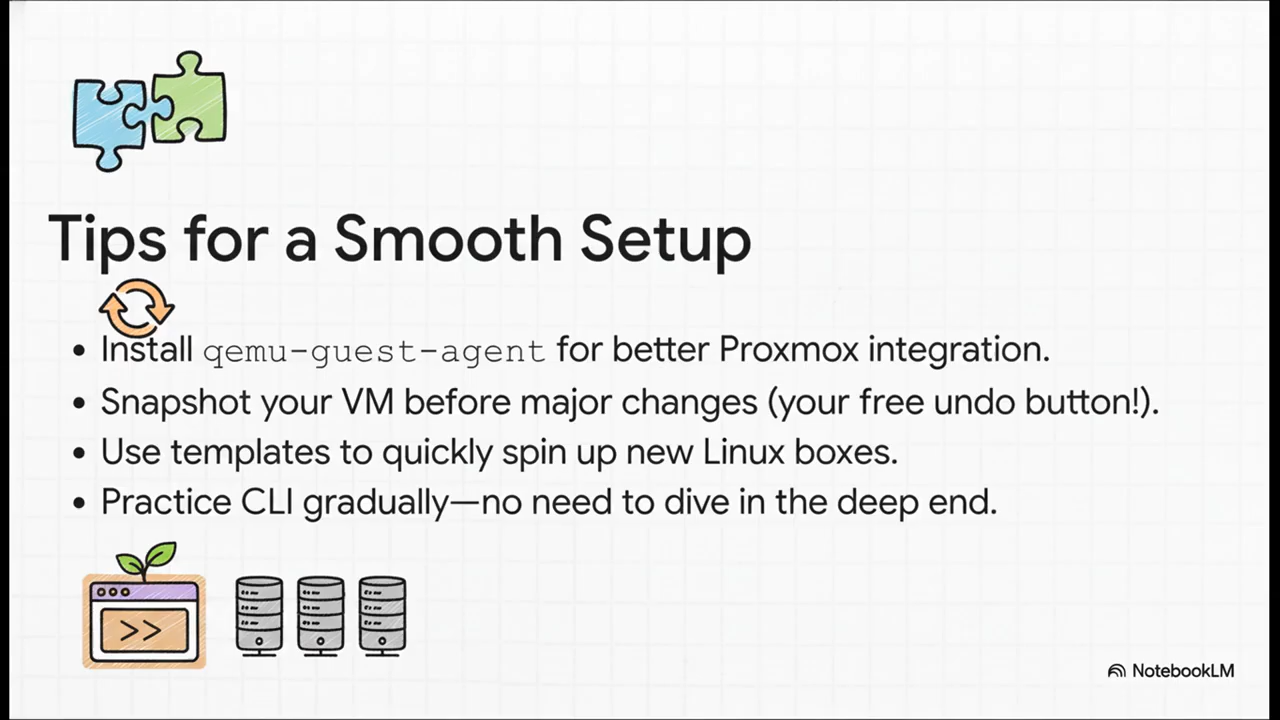 Tips for a Smooth Setup
• Install qemu-guest-agent for better Proxmox integration.
• Snapshot your VM before major changes (your free undo button!).
• Use templates to quickly spin up new Linux boxes.
• Practice CLI gradually—no need to dive in the deep end.
>>
NotebookLM